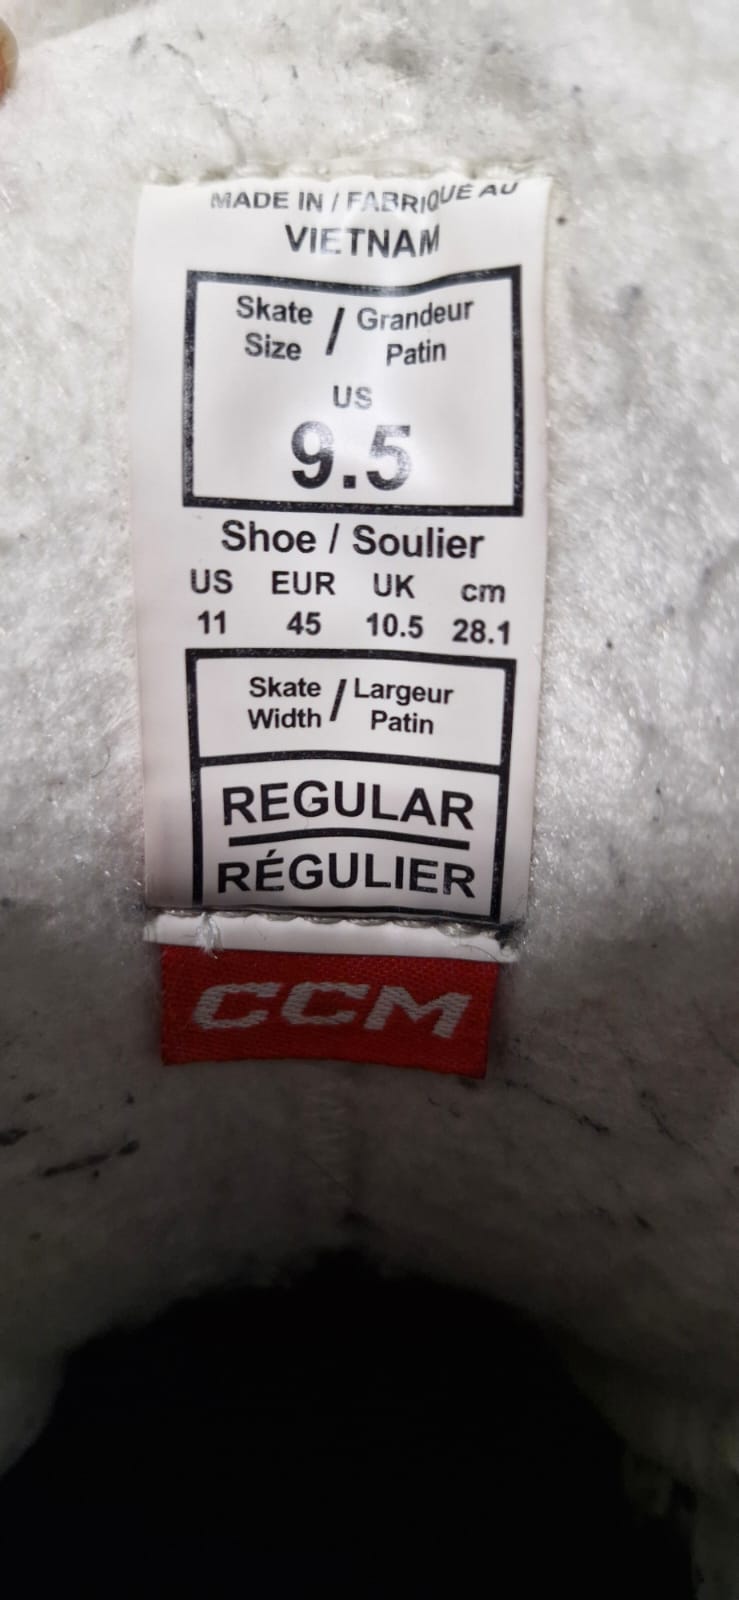 MADE IN / FABRIQUÉ AU
VIETNAM
Skate Size / Grandeur Patin
US
9.5
Shoe / Soulier
US EUR UK cm
11 45 10.5 28.1
Skate Width / Largeur Patin
REGULAR
RÉGULIER
CCM